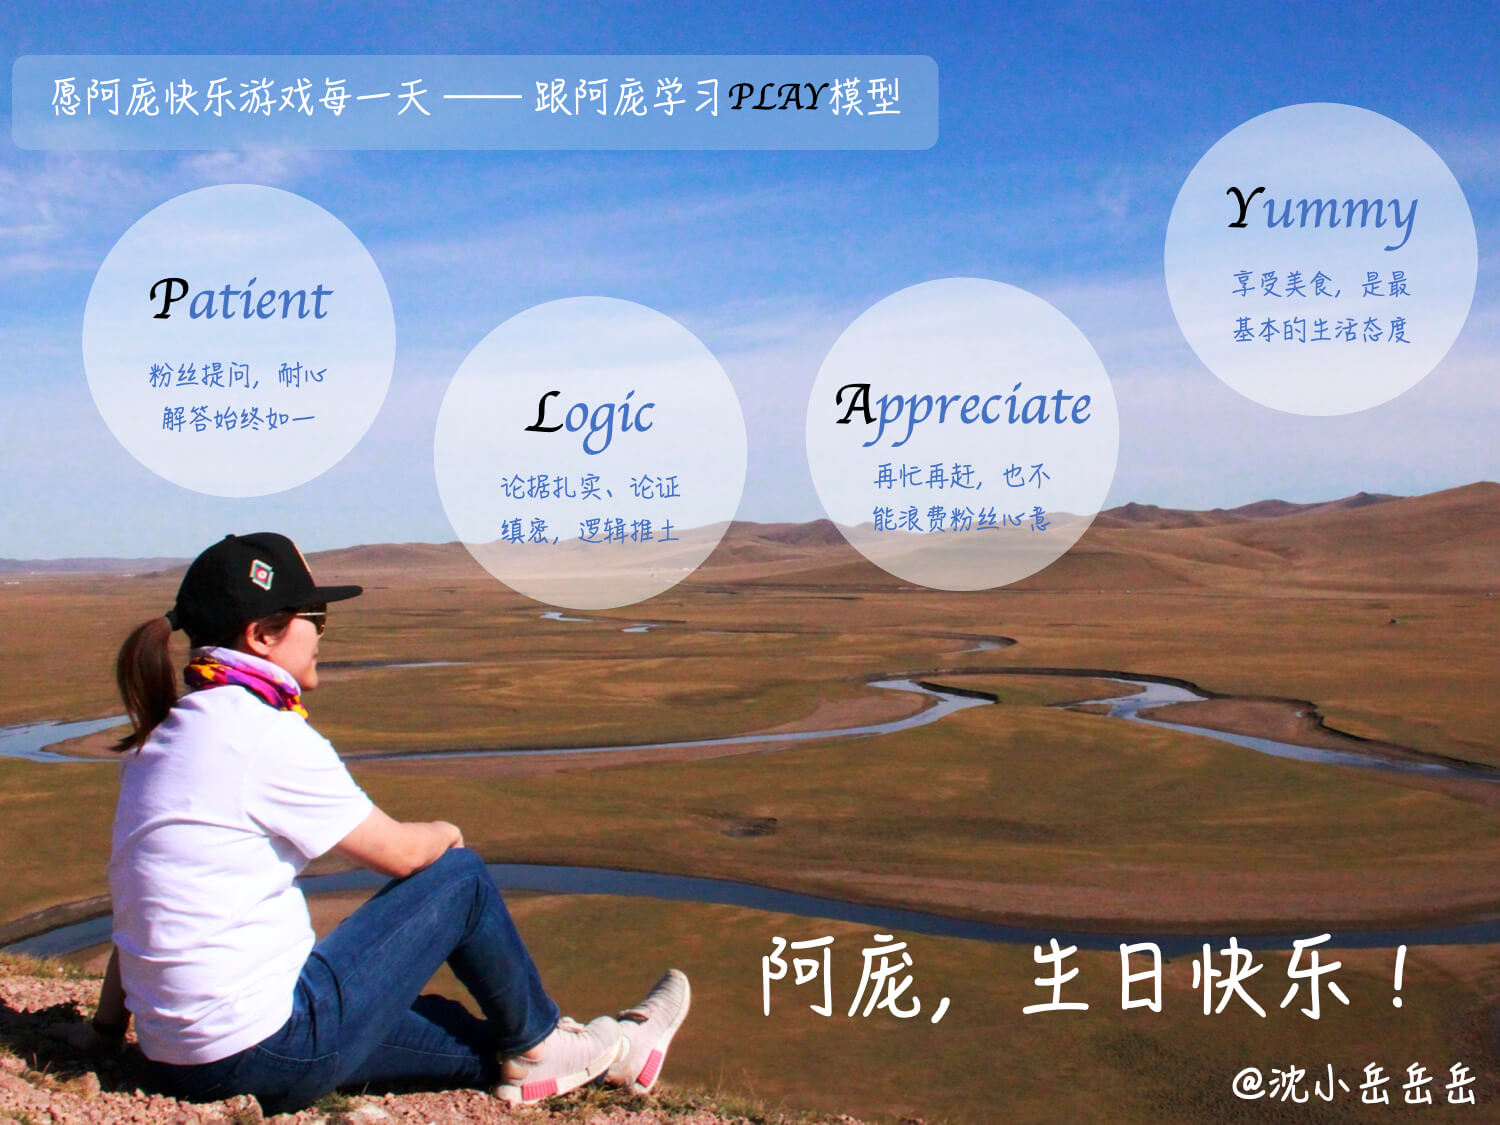 愿阿庞快乐游戏每一天 —— 跟阿庞学习PLAY模型
Patient
粉丝提问，耐心
解答始终如一
Logic
论据扎实、论证
缜密，逻辑推土
Appreciate
再忙再赶，也不
能浪费粉丝心意
Yummy
享受美食，是最
基本的生活态度
阿庞，生日快乐！
@沈小岳岳岳